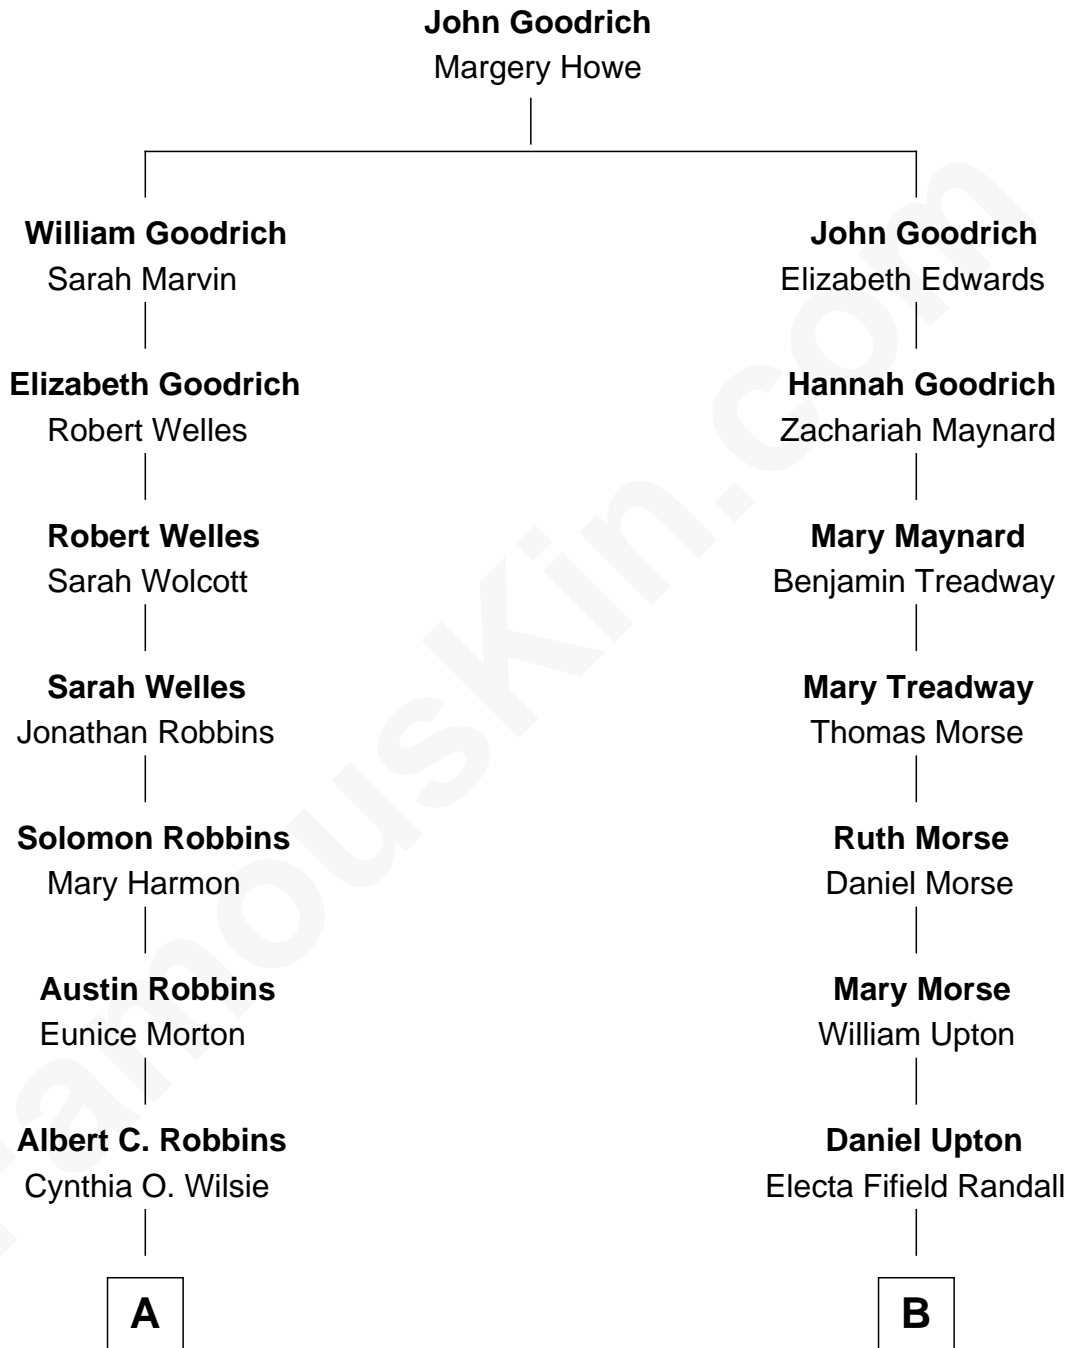 John Goodrich
Margery Howe
William Goodrich
Sarah Marvin
John Goodrich
Elizabeth Edwards
Elizabeth Goodrich
Robert Welles
Hannah Goodrich
Zachariah Maynard
Robert Welles
Sarah Wolcott
Mary Maynard
Benjamin Treadway
Sarah Welles
Jonathan Robbins
Mary Treadway
Thomas Morse
Solomon Robbins
Mary Harmon
Ruth Morse
Daniel Morse
Austin Robbins
Eunice Morton
Mary Morse
William Upton
Albert C. Robbins
Cynthia O. Wilsie
Daniel Upton
Electa Fifield Randall
A
B
FamousKin.com